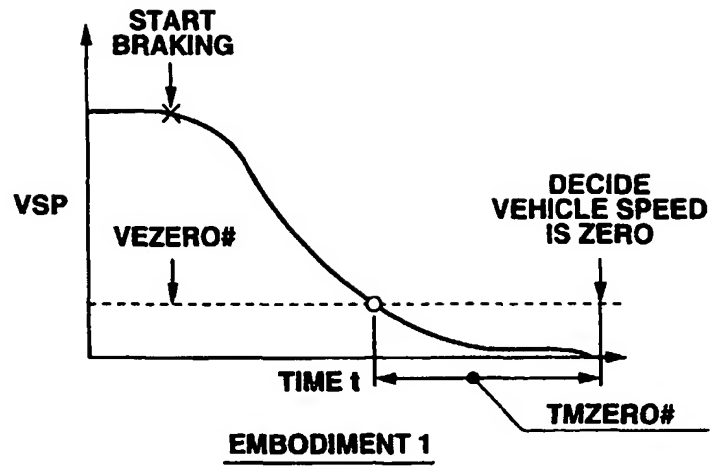 START
BRAKING
VSP
VEZERO#
DECIDE
VEHICLE SPEED
IS ZERO
TIME t
TMZERO#
EMBODIMENT 1